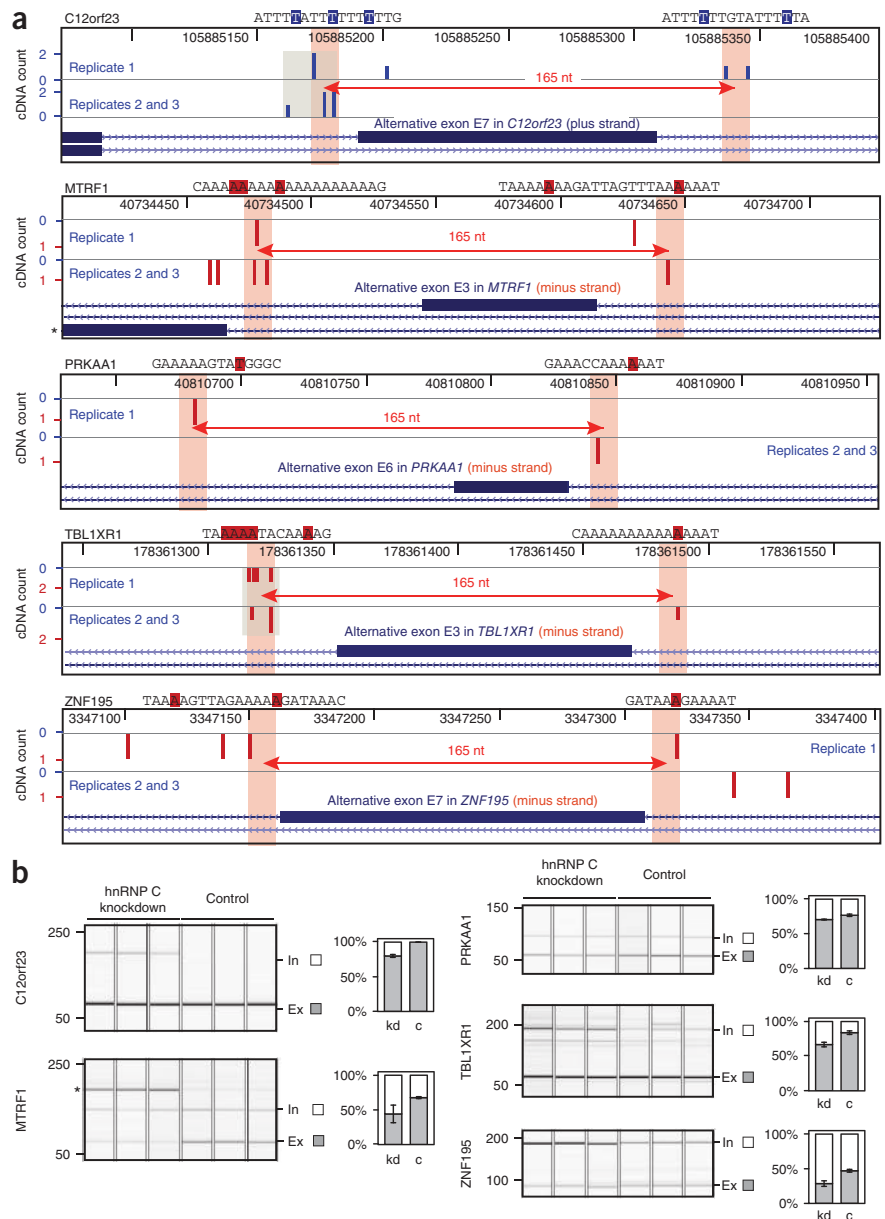 a
C12orf23
ATTTTATTTTTTTTTG
ATTTTTTGTATTTTTA
105885150 105885200 105885250 105885300 105885350 105885400
cDNA count
2
0
2
0
Replicate 1
Replicates 2 and 3
165 nt
Alternative exon E7 in C12orf23 (plus strand)
MTRF1
CAAAAAAAAAAAAAAAAAAG
TAAAAAAAGATTAGTTTAAAAAAT
40734450 40734500 40734550 40734600 40734650 40734700
cDNA count
0
1
0
1
Replicate 1
Replicates 2 and 3
165 nt
Alternative exon E3 in MTRF1 (minus strand)
*
PRKAA1
GAAAAAGTATGGGC
GAAACCAAAAAAT
40810700 40810750 40810800 40810850 40810900 40810950
cDNA count
0
1
0
1
Replicate 1
165 nt
Replicates 2 and 3
Alternative exon E6 in PRKAA1 (minus strand)
TBL1XR1
TAAAAATACAAAAG
CAAAAAAAAAAAAAAT
178361300 178361350 178361400 178361450 178361500 178361550
cDNA count
0
2
0
2
Replicate 1
Replicates 2 and 3
165 nt
Alternative exon E3 in TBL1XR1 (minus strand)
ZNF195
TAAAAGTTAGAAAAAGATAAAC
GATAAAGAAAAT
3347100 3347150 3347200 3347250 3347300 3347350 3347400
cDNA count
0
1
0
1
165 nt
Replicate 1
Replicates 2 and 3
Alternative exon E7 in ZNF195 (minus strand)
b
hnRNP C knockdown
Control
C12orf23
250
50
In
Ex
100%
50%
0%
kd c
MTRF1
250
*
50
In
Ex
100%
50%
0%
kd c
hnRNP C knockdown
Control
PRKAA1
150
50
In
Ex
100%
50%
0%
kd c
TBL1XR1
200
50
In
Ex
100%
50%
0%
kd c
ZNF195
200
100
In
Ex
100%
50%
0%
kd c